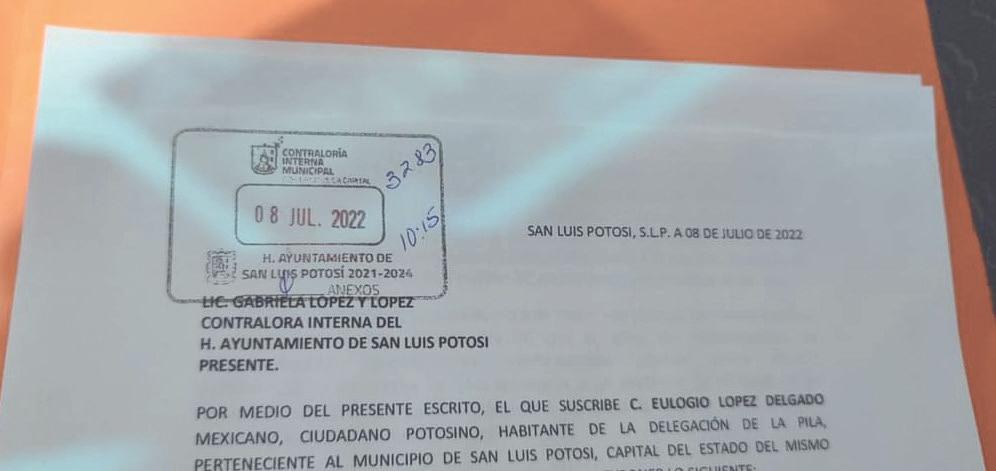 CONTRALORÍA
INTERNA
MUNICIPAL
3283
08 JUL. 2022
10:15
H. AYUNTAMIENTO DE
SAN LUIS POTOSÍ 2021-2024
ANEXOS
SAN LUIS POTOSI, S.L.P. A 08 DE JULIO DE 2022
LIC. GABRIELA LÓPEZ Y LOPEZ
CONTRALORA INTERNA DEL
H. AYUNTAMIENTO DE SAN LUIS POTOSI
PRESENTE.
POR MEDIO DEL PRESENTE ESCRITO, EL QUE SUSCRIBE C. EULOGIO LOPEZ DELGADO
MEXICANO, CIUDADANO POTOSINO, HABITANTE DE LA DELEGACIÓN DE LA PILA,
PERTENECIENTE AL MUNICIPIO DE SAN LUIS POTOSI, CAPITAL DEL ESTADO DEL MISMO
LO SIGUIENTE: